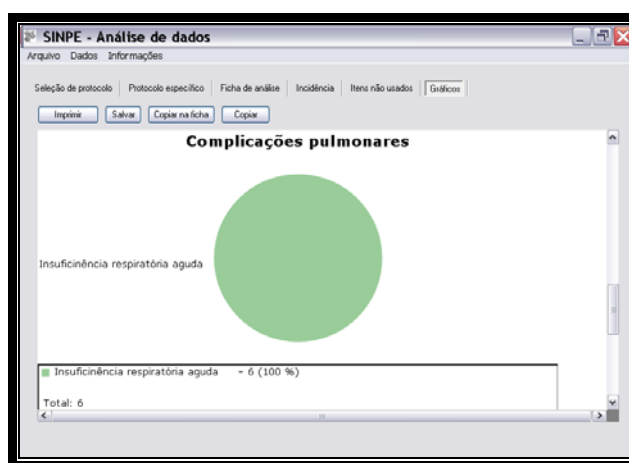 SINPE - Análise de dados
Arquivo Dados Informações
Seleção de protocolo Protocolo específico Ficha de análise Incidência Itens não usados Gráficos
Imprimir Salvar Copiar na ficha Copiar
Complicações pulmonares
Insuficinência respiratória aguda
Insuficinência respiratória aguda - 6 (100 %)
Total: 6